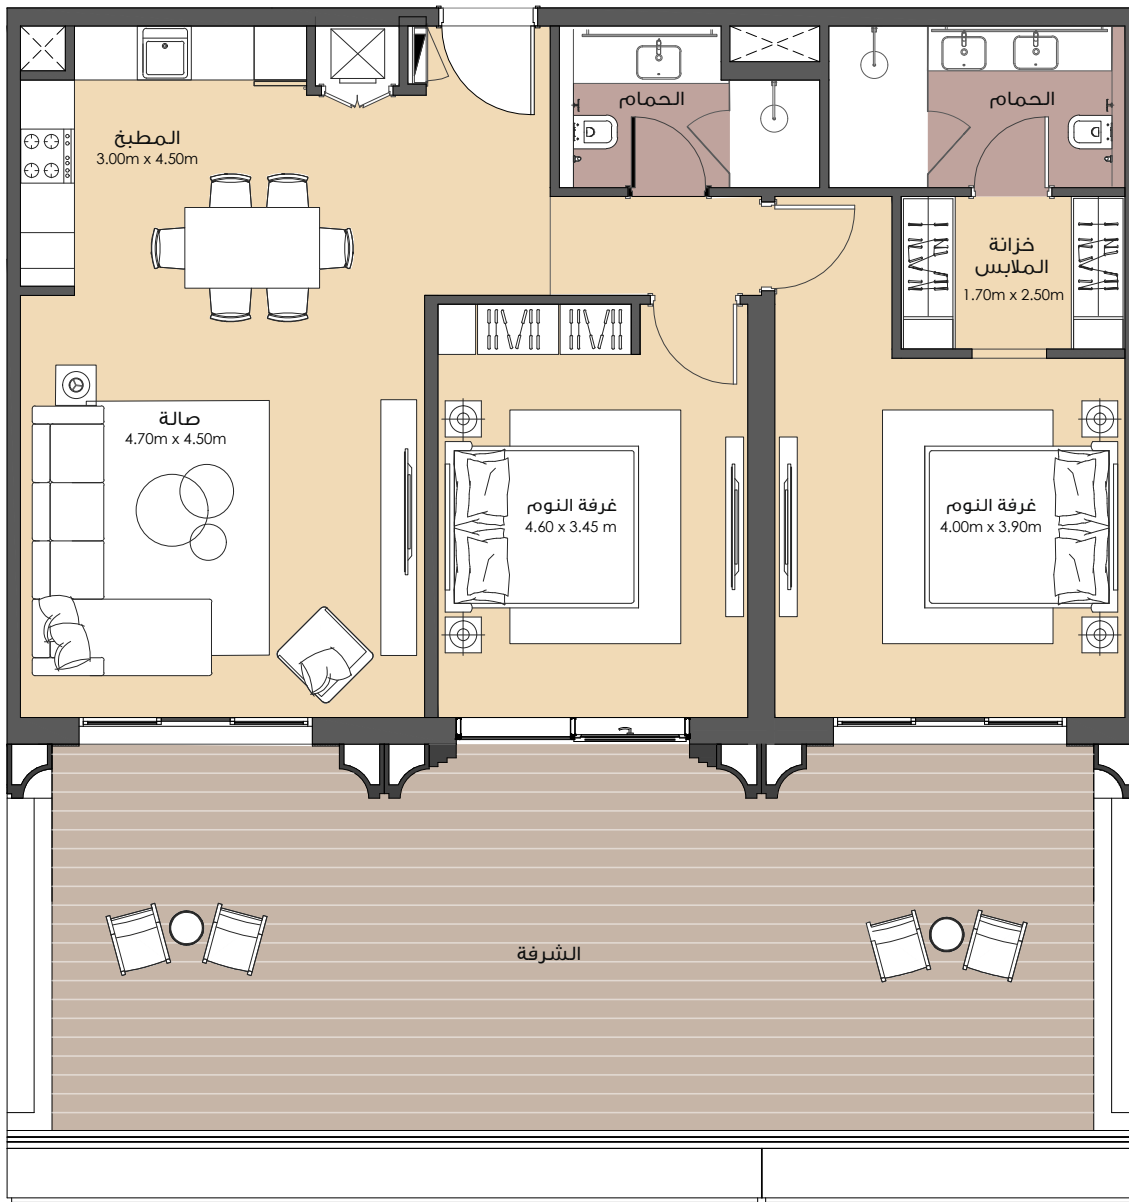 الحمام
الحمام
المطبخ
3.00m x 4.50m
خزانة
الملابس
1.70m x 2.50m
صالة
4.70m x 4.50m
غرفة النوم
4.60 x 3.45 m
غرفة النوم
4.00m x 3.90m
الشرفة